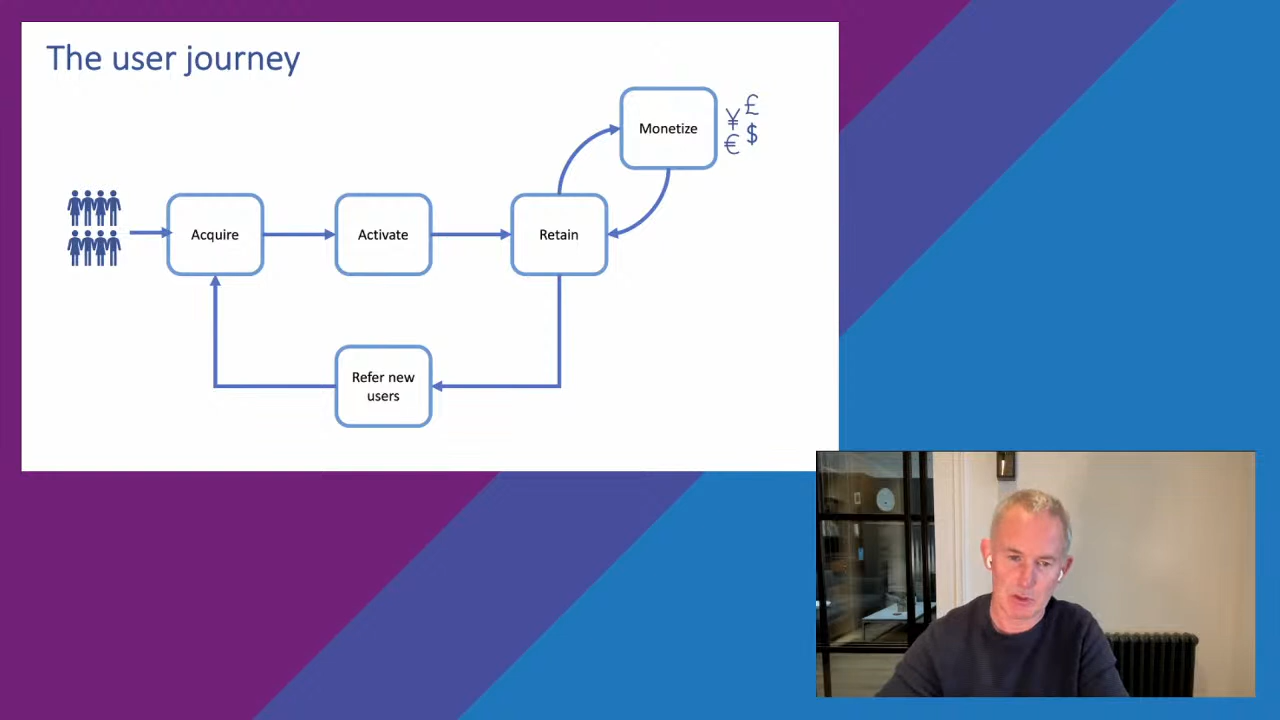 The user journey
Monetize
¥ £
€ $
Acquire
Activate
Retain
Refer new
users